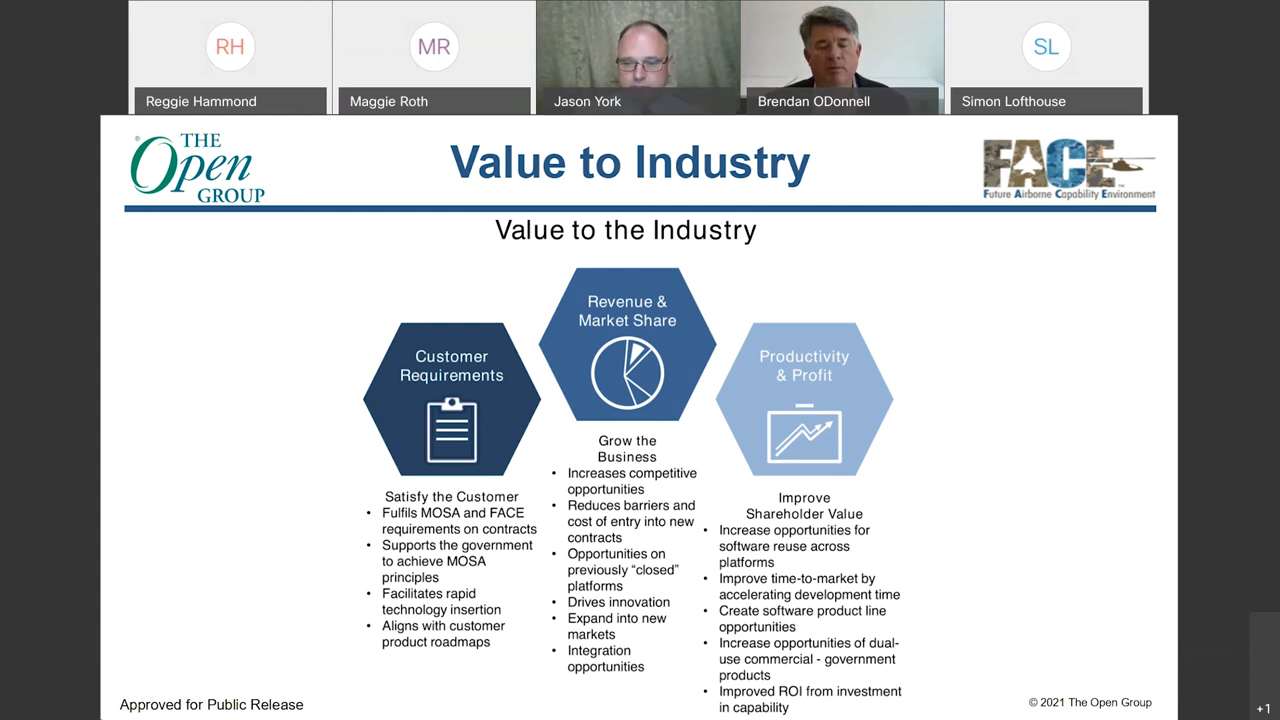 RH
MR
SL
Reggie Hammond
Maggie Roth
Jason York
Brendan ODonnell
Simon Lofthouse
® THE
Open
GROUP
Value to Industry
FACE™
Future Airborne Capability Environment
Value to the Industry
Customer
Requirements
Satisfy the Customer
• Fulfils MOSA and FACE
requirements on contracts
• Supports the government
to achieve MOSA
principles
• Facilitates rapid
technology insertion
• Aligns with customer
product roadmaps
Revenue &
Market Share
Grow the
Business
• Increases competitive
opportunities
• Reduces barriers and
cost of entry into new
contracts
• Opportunities on
previously “closed”
platforms
• Drives innovation
• Expand into new
markets
• Integration
opportunities
Productivity
& Profit
Improve
Shareholder Value
• Increase opportunities for
software reuse across
platforms
• Improve time-to-market by
accelerating development time
• Create software product line
opportunities
• Increase opportunities of dual-
use commercial - government
products
• Improved ROI from investment
in capability
Approved for Public Release
© 2021 The Open Group
+1